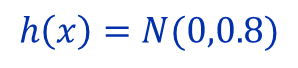 h(x) = N(0,0.8)